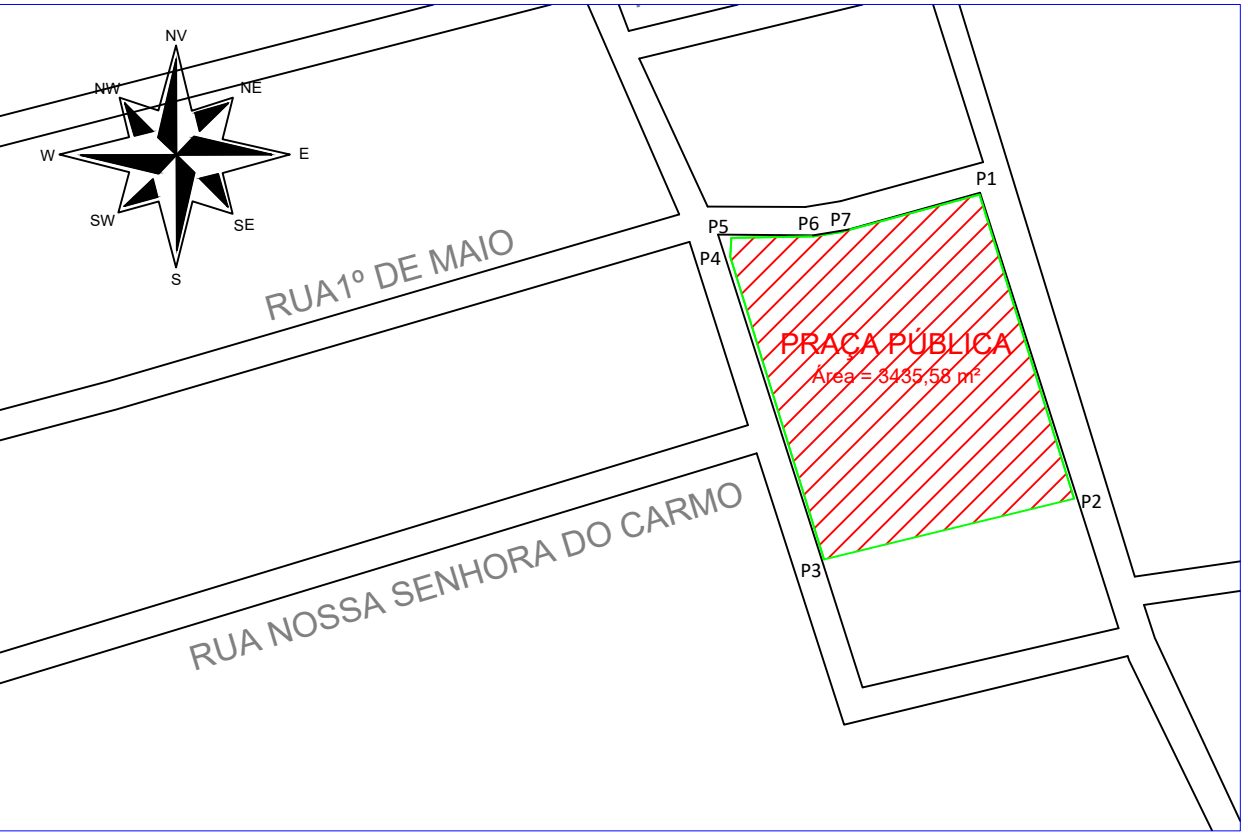 NV
NW
NE
W
E
SW
SE
S
P1
P5
P6
P7
P4
RUA1º DE MAIO
PRAÇA PÚBLICA
Área = 3435,58 m²
P2
RUA NOSSA SENHORA DO CARMO
P3